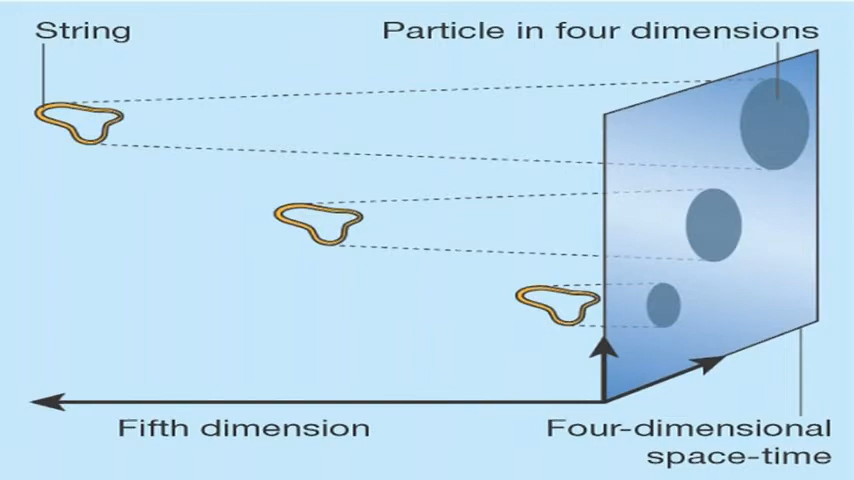 String
Particle in four dimensions
Fifth dimension
Four-dimensional
space-time